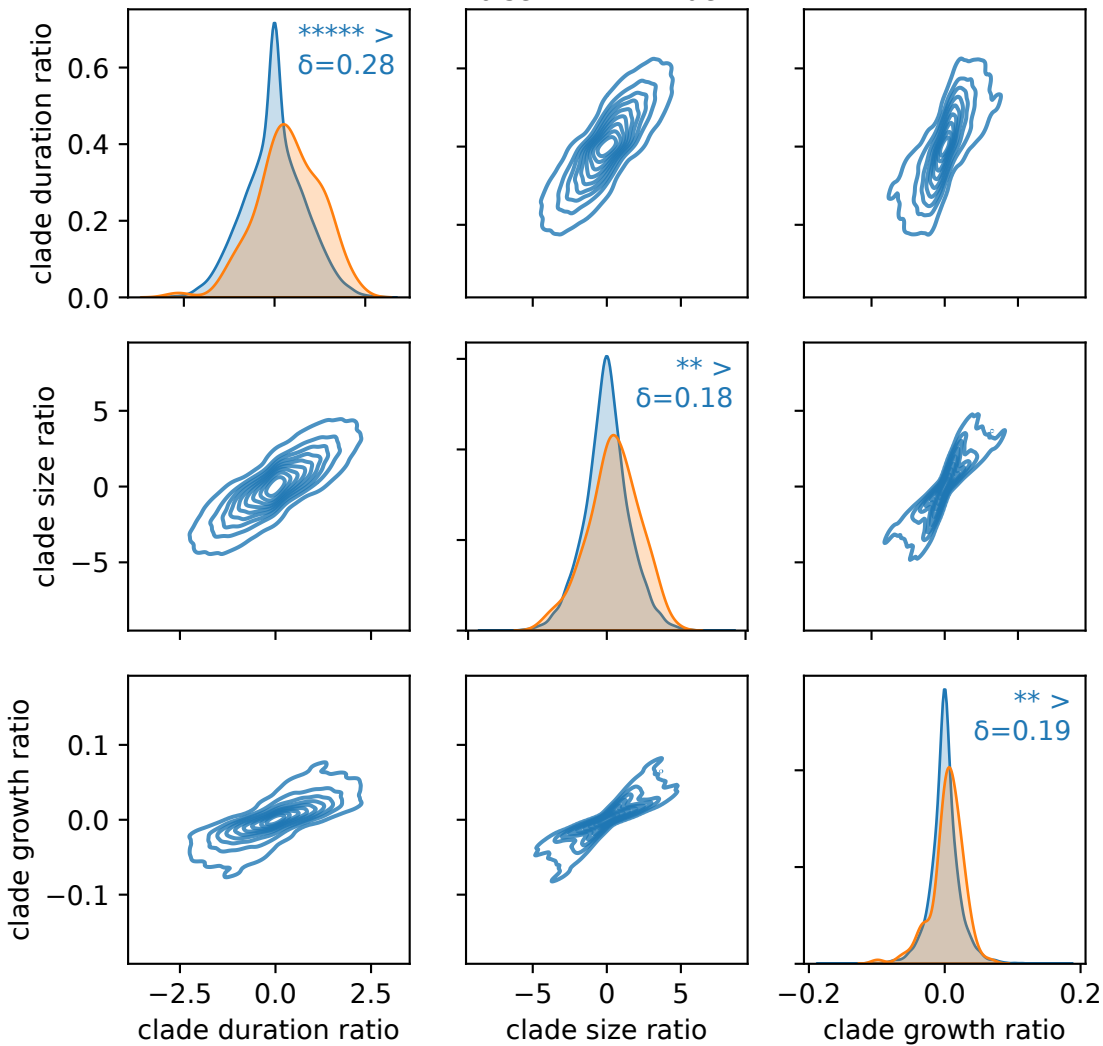 clade duration ratio
0.6
0.4
0.2
0.0
***** >
δ=0.28
clade size ratio
5
0
−5
** >
δ=0.18
clade growth ratio
0.1
0.0
−0.1
** >
δ=0.19
−2.5 0.0 2.5
−5 0 5
−0.2 0.0 0.2
clade duration ratio
clade size ratio
clade growth ratio